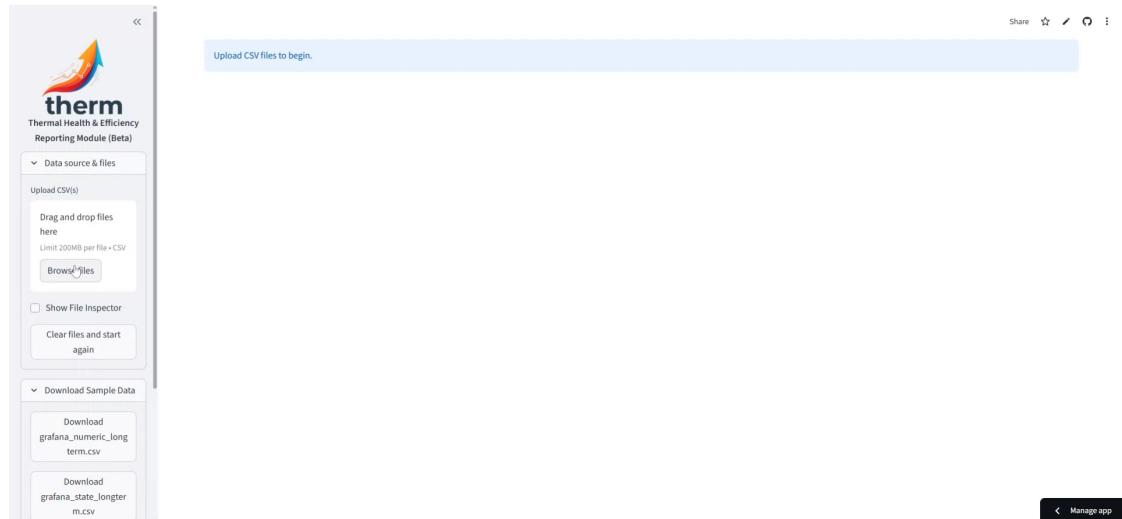 Share
Upload CSV files to begin.
therm
Thermal Health & Efficiency
Reporting Module (Beta)
Data source & files
Upload CSV(s)
Drag and drop files
here
Limit 200MB per file • CSV
Browse files
Show File Inspector
Clear files and start
again
Download Sample Data
Download
grafana_numeric_long
term.csv
Download
grafana_state_longter
m.csv
Manage app